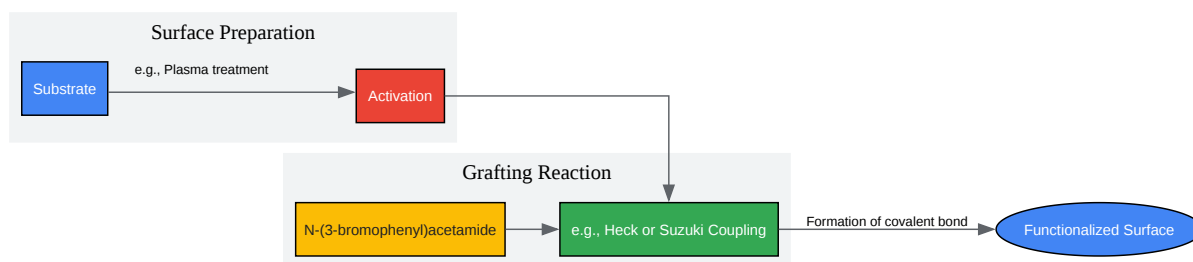 Surface Preparation
Substrate
e.g., Plasma treatment
Activation
Grafting Reaction
N-(3-bromophenyl)acetamide
e.g., Heck or Suzuki Coupling
Formation of covalent bond
Functionalized Surface